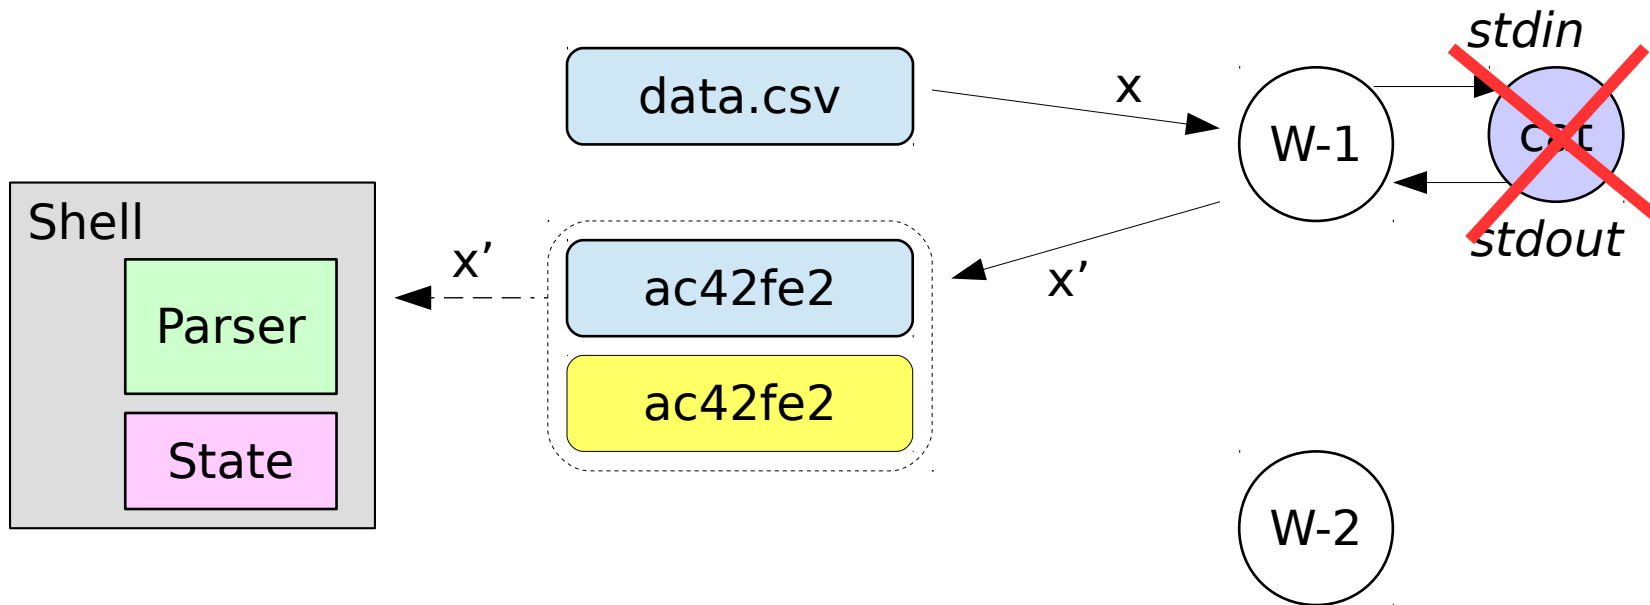 stdin
data.csv
x
W-1
cat
Shell
x’
ac42fe2
x’
stdout
Parser
ac42fe2
State
W-2